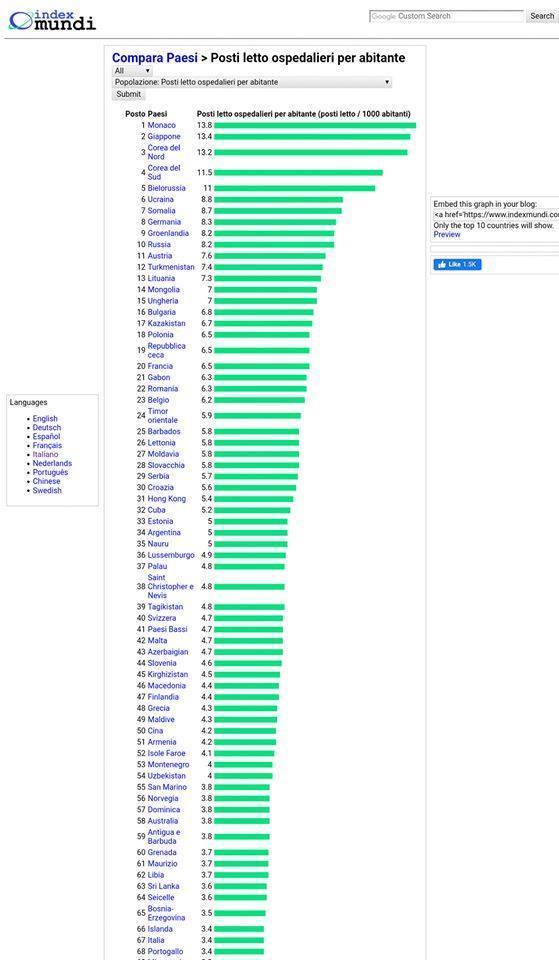 index
mundi
Google Custom Search
Search
Compara Paesi > Posti letto ospedalieri per abitante
All
Popolazione: Posti letto ospedalieri per abitante
Submit
Posto Paesi Posti letto ospedalieri per abitante (posti letto / 1000 abitanti)
1 Monaco 13.8
2 Giappone 13.4
3 Corea del Nord 13.2
4 Corea del Sud 11.5
5 Bielorussia 11
6 Ucraina 8.8
7 Somalia 8.7
8 Germania 8.3
9 Groenlandia 8.2
10 Russia 8.2
11 Austria 7.6
12 Turkmenistan 7.4
13 Lituania 7.3
14 Mongolia 7
15 Ungheria 7
16 Bulgaria 6.8
17 Kazakistan 6.7
18 Polonia 6.5
19 Repubblica ceca 6.5
20 Francia 6.5
21 Gabon 6.3
22 Romania 6.3
23 Belgio 6.2
24 Timor orientale 5.9
25 Barbados 5.8
26 Lettonia 5.8
27 Moldavia 5.8
28 Slovacchia 5.8
29 Serbia 5.7
30 Croazia 5.6
31 Hong Kong 5.4
32 Cuba 5.2
33 Estonia 5
34 Argentina 5
35 Nauru 5
36 Lussemburgo 4.9
37 Palau 4.8
38 Saint Christopher e Nevis 4.8
39 Tagikistan 4.8
40 Svizzera 4.7
41 Paesi Bassi 4.7
42 Malta 4.7
43 Azerbaigian 4.7
44 Slovenia 4.6
45 Kirghizistan 4.5
46 Macedonia 4.4
47 Finlandia 4.4
48 Grecia 4.3
49 Maldive 4.3
50 Cina 4.2
51 Armenia 4.2
52 Isole Faroe 4.1
53 Montenegro 4
54 Uzbekistan 4
55 San Marino 3.8
56 Norvegia 3.8
57 Dominica 3.8
58 Australia 3.8
59 Antigua e Barbuda 3.8
60 Grenada 3.7
61 Maurizio 3.7
62 Libia 3.7
63 Sri Lanka 3.6
64 Seicelle 3.6
65 Bosnia-Erzegovina 3.5
66 Islanda 3.4
67 Italia 3.4
68 Portogallo 3.4
Embed this graph in your blog:
<a href='https://www.indexmundi.co
Only the top 10 countries will show.
Preview
Like 1.5K
Languages
English
Deutsch
Español
Français
Italiano
Nederlands
Português
Chinese
Swedish